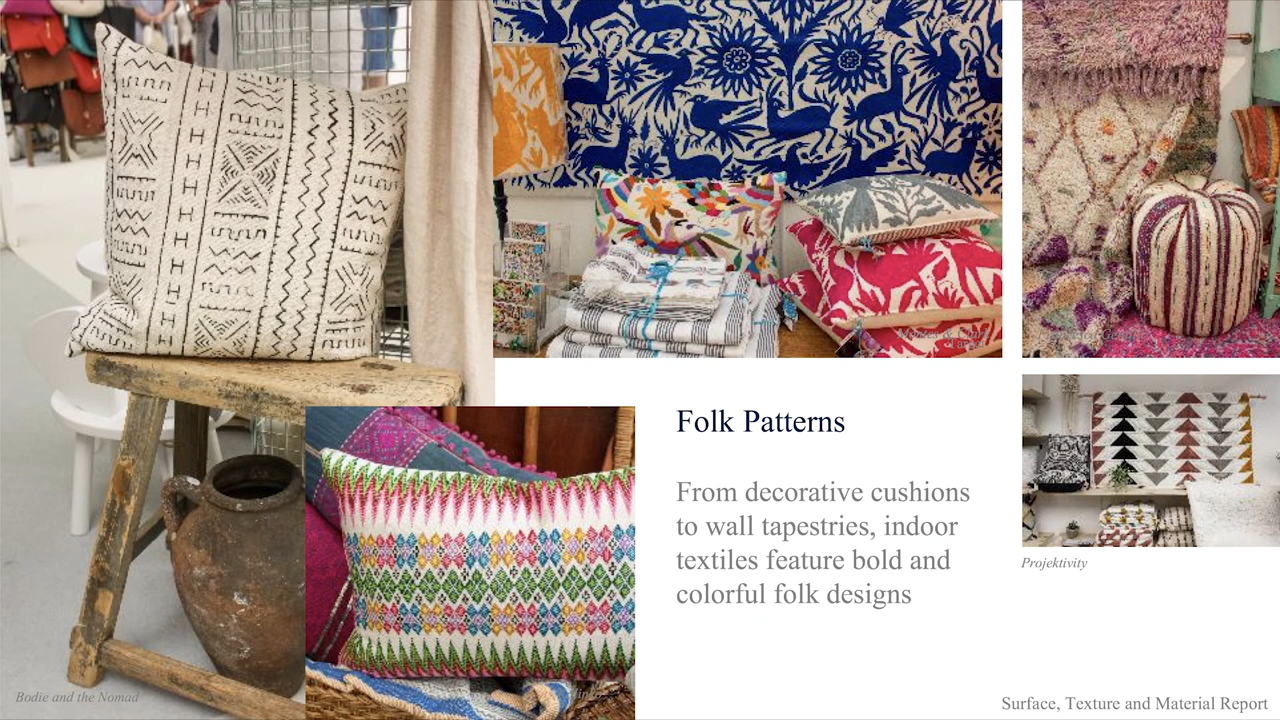 Folk Patterns
From decorative cushions
to wall tapestries, indoor
textiles feature bold and
colorful folk designs
Projektivity
Bodie and the Nomad
Surface, Texture and Material Report